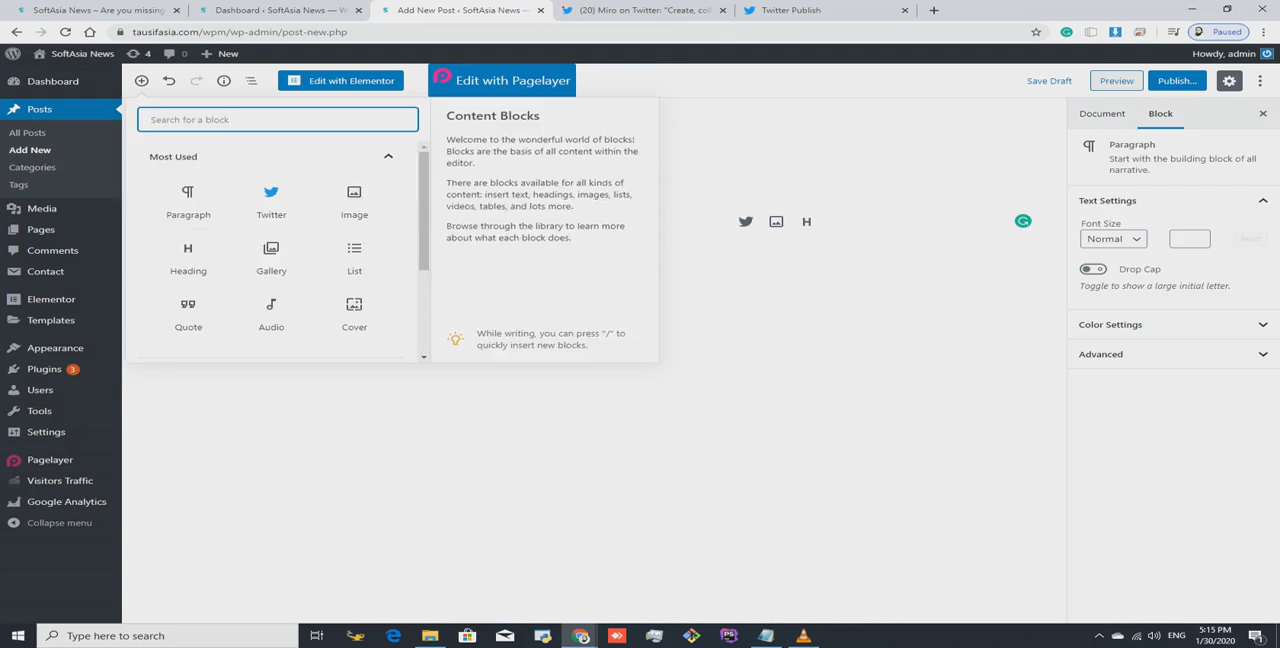 SoftAsia News – Are you missing
Dashboard ‹ SoftAsia News — W
Add New Post ‹ SoftAsia News —
(20) Miro on Twitter: "Create, coll
Twitter Publish
tausifasia.com/wpm/wp-admin/post-new.php
Paused
SoftAsia News
4
0
New
Howdy, admin
Dashboard
Posts
All Posts
Add New
Categories
Tags
Media
Pages
Comments
Contact
Elementor
Templates
Appearance
Plugins 3
Users
Tools
Settings
Pagelayer
Visitors Traffic
Google Analytics
Collapse menu
Edit with Elementor
Edit with Pagelayer
Save Draft
Preview
Publish...
Search for a block
Most Used
Paragraph
Twitter
Image
Heading
Gallery
List
Quote
Audio
Cover
Content Blocks
Welcome to the wonderful world of blocks!
Blocks are the basis of all content within the
editor.
There are blocks available for all kinds of
content: insert text, headings, images, lists,
videos, tables, and lots more.
Browse through the library to learn more
about what each block does.
While writing, you can press "/" to
quickly insert new blocks.
Document
Block
Paragraph
Start with the building block of all
narrative.
Text Settings
Font Size
Normal
Reset
Drop Cap
Toggle to show a large initial letter.
Color Settings
Advanced
Type here to search
ENG
5:15 PM
1/30/2020